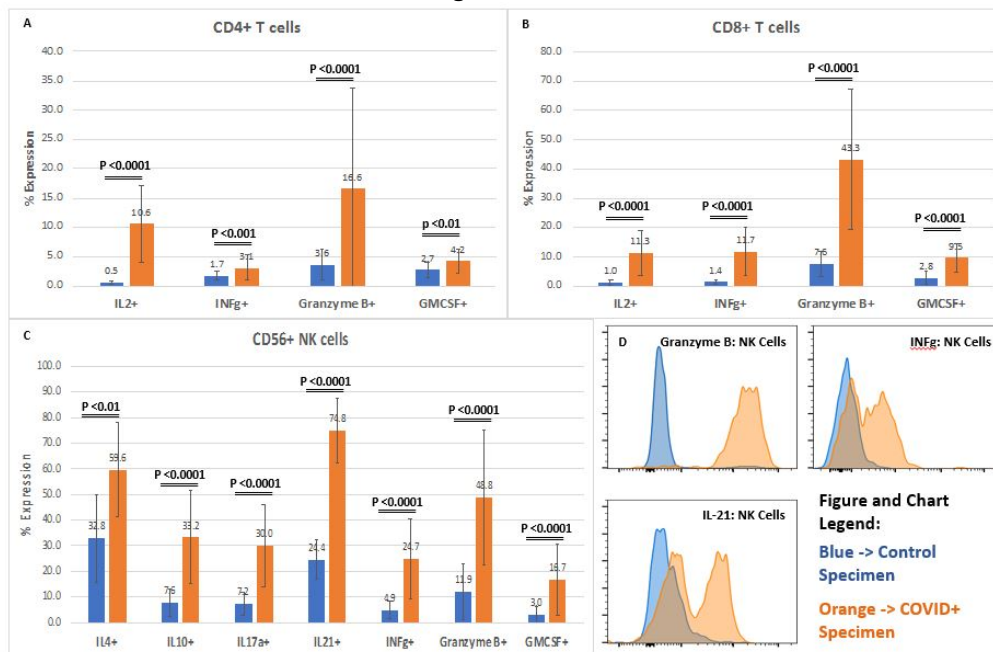 A
CD4+ T cells
% Expression
40.0
35.0
30.0
25.0
20.0
15.0
10.0
5.0
0.0
P <0.0001
P <0.001
P <0.0001
p <0.01
0.5
10.6
1.7
3.1
3.6
16.6
2.7
4.2
IL2+
INFg+
Granzyme B+
GMCSF+
B
CD8+ T cells
% Expression
80.0
70.0
60.0
50.0
40.0
30.0
20.0
10.0
0.0
P <0.0001
P <0.0001
P <0.0001
P <0.0001
1.0
11.3
1.4
11.7
7.6
43.3
2.8
9.5
IL2+
INFg+
Granzyme B+
GMCSF+
C
CD56+ NK cells
% Expression
100.0
90.0
80.0
70.0
60.0
50.0
40.0
30.0
20.0
10.0
0.0
P <0.01
P <0.0001
P <0.0001
P <0.0001
P <0.0001
P <0.0001
P <0.0001
32.8
59.6
7.6
33.2
7.2
30.0
24.4
74.8
4.9
24.7
11.9
48.8
3.0
16.7
IL4+
IL10+
IL17a+
IL21+
INFg+
Granzyme B+
GMCSF+
D
Granzyme B: NK Cells
INFg: NK Cells
IL-21: NK Cells
Figure and Chart
Legend:
Blue -> Control
Specimen
Orange -> COVID+
Specimen